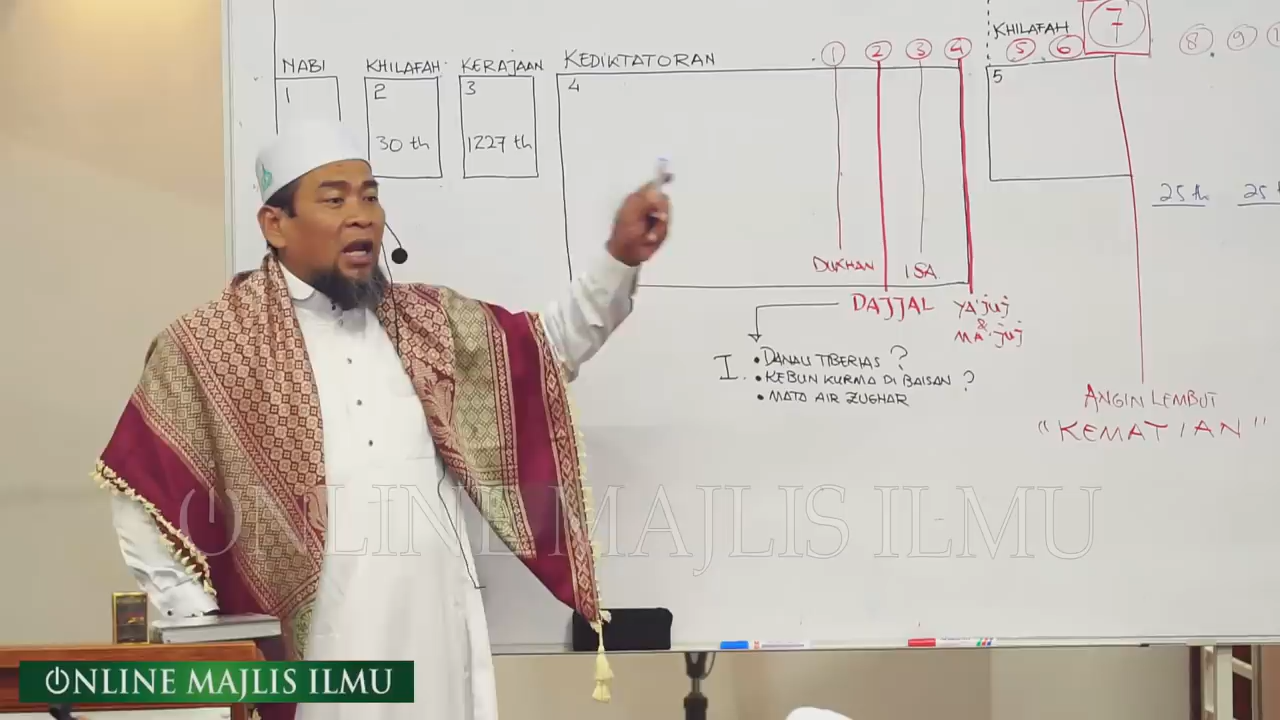 NABI
1
KHILAFAH
2
30 th
KERAJAAN
3
1227 th
KEDIKTATORAN
4
1 2 3 4
KHILAFAH
5 6 7 8 9
5
DUKHAN
ISA
DAJJAL
YA'juj
&
MA'juj
I.
• DANAU TIBERIAS ?
• KEBUN KURMA DI BAISAN ?
• MATA AIR ZUGHAR
25 th
25
ANGIN LEMBUT
"KEMATIAN"
ONLINE MAJLIS ILMU
ONLINE MAJLIS ILMU